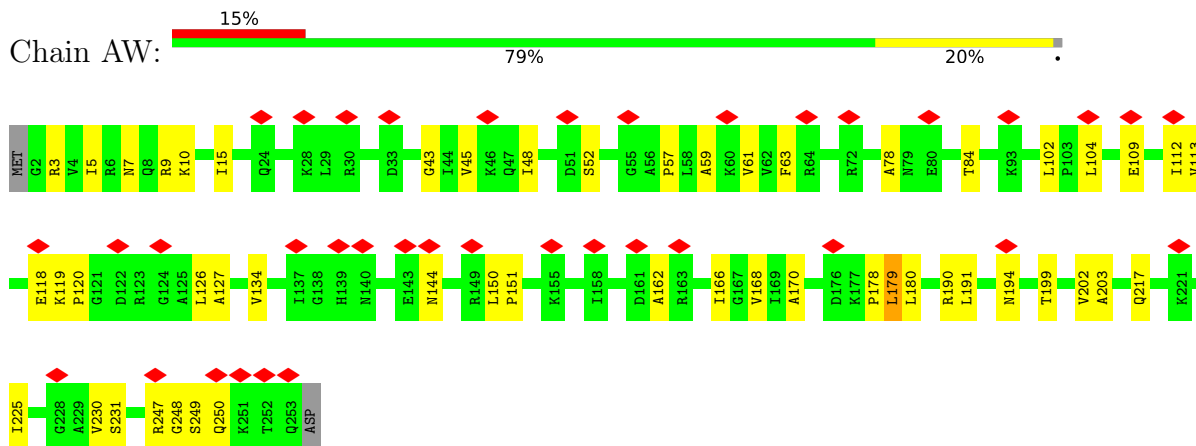 15%
Chain AW:
79% 20% •
MET G2 R3 V4 I5 R6 N7 Q8 R9 K10 I15 Q24 K28 L29 R30 D33 G43 I44 V45 K46 Q47 I48 D51 S52 G55 A56 P57 L58 A59 K60 V61 V62 F63 R64 R72 A78 N79 E80 T84 K93 L102 P103 L104 E109 I112 V113
E118 K119 P120 G121 D122 R123 G124 A125 L126 A127 V134 I137 G138 H139 N140 E143 N144 R149 L150 P151 K155 I158 D161 A162 R163 I166 G167 V168 I169 A170 D176 K177 P178 L179 L180 R190 L191 N194 T199 V202 A203 Q217 K221
I225 G228 A229 V230 S231 R247 G248 S249 Q250 K251 T252 Q253 ASP